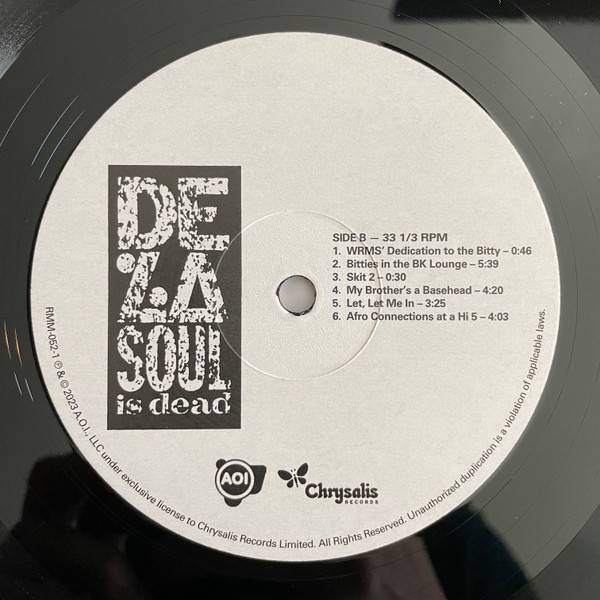 DE
LA
SOUL
is dead
SIDE B — 33 1/3 RPM
1. WRMS' Dedication to the Bitty – 0:46
2. Bitties in the BK Lounge – 5:39
3. Skit 2 – 0:30
4. My Brother's a Basehead – 4:20
5. Let, Let Me In – 3:25
6. Afro Connections at a Hi 5 – 4:03
AOI
Chrysalis
RECORDS
RMM-052-1 ℗ & © 2023 A.O.I., LLC under exclusive license to Chrysalis Records Limited. All Rights Reserved. Unauthorized duplication is a violation of applicable laws.